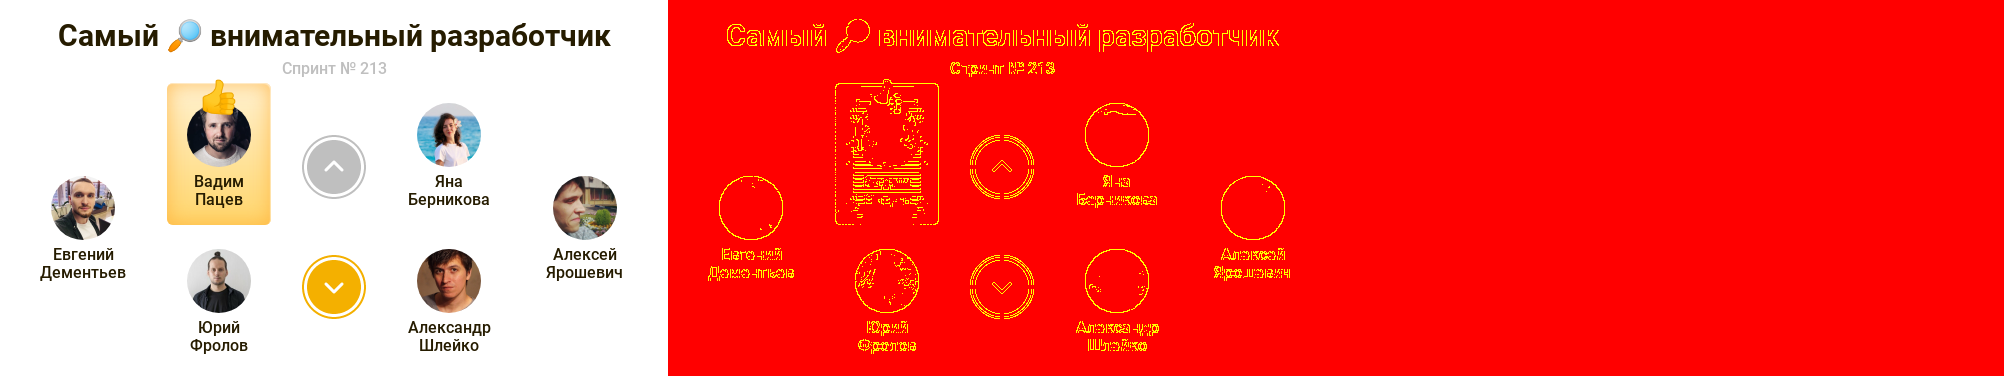 Самый 🔎 внимательный разработчик
Спринт № 213
Вадим
Пацев
Яна
Берникова
Евгений
Дементьев
Алексей
Ярошевич
Юрий
Фролов
Александр
Шлейко
Самый внимательный разработчик
Спринт № 213
Яна
Берникова
Евгений
Дементьев
Алексей
Ярошевич
Юрий
Фролов
Александр
Шлейко